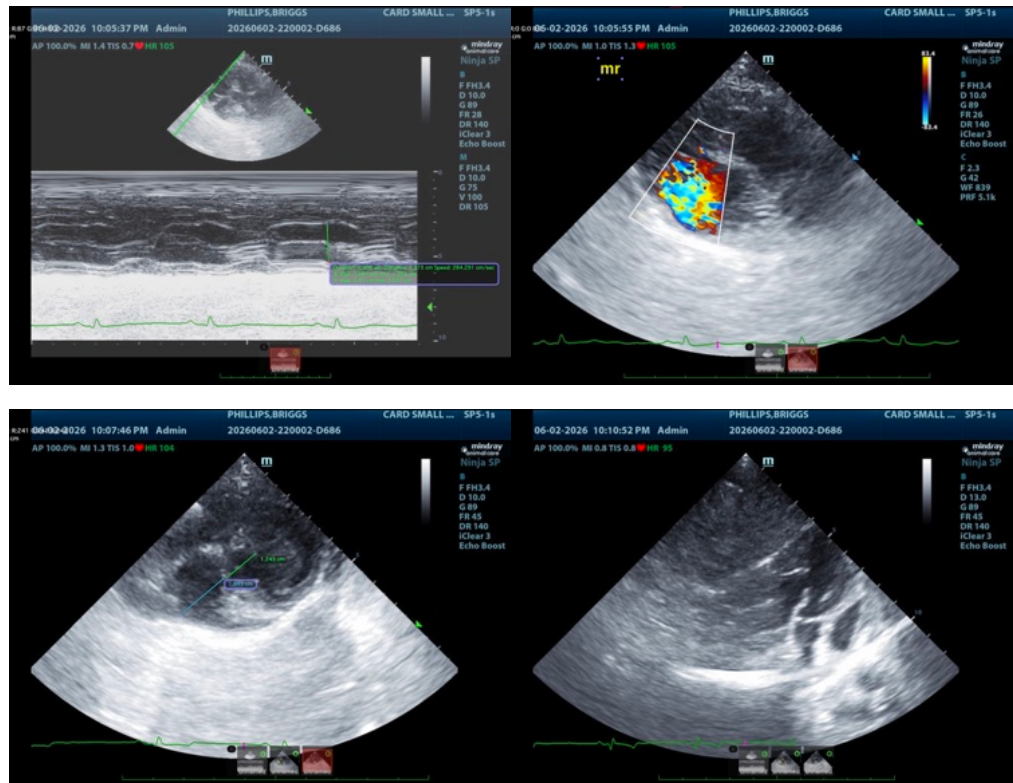 PHILLIPS,BRIGGS CARD SMALL ... SP5-1s
2026 10:05:37 PM Admin 20260602-220002-D686
AP 100.0% MI 1.4 TIS 0.7 HR 105
m
mindray
animalcare
Ninja SP
B
F FH3.4
D 10.0
G 89
FR 28
DR 140
iClear 3
Echo Boost
M
F FH3.4
D 10.0
G 75
V 100
DR 105
PHILLIPS,BRIGGS CARD SMALL ... SP5-1s
2026 10:05:55 PM Admin 20260602-220002-D686
AP 100.0% MI 1.0 TIS 1.3 HR 105
mr
m
83.4
-83.4
mindray
animalcare
Ninja SP
B
F FH3.4
D 10.0
G 89
FR 26
DR 140
iClear 3
Echo Boost
C
F 2.3
G 42
WF 839
PRF 5.1k
PHILLIPS,BRIGGS CARD SMALL ... SP5-1s
2026 10:07:46 PM Admin 20260602-220002-D686
AP 100.0% MI 1.3 TIS 1.0 HR 104
m
mindray
animalcare
Ninja SP
B
F FH3.4
D 10.0
G 89
FR 45
DR 140
iClear 3
Echo Boost
PHILLIPS,BRIGGS CARD SMALL ... SP5-1s
06-02-2026 10:10:52 PM Admin 20260602-220002-D686
AP 100.0% MI 0.8 TIS 0.8 HR 95
m
mindray
animalcare
Ninja SP
B
F FH3.4
D 13.0
G 89
FR 45
DR 140
iClear 3
Echo Boost
10